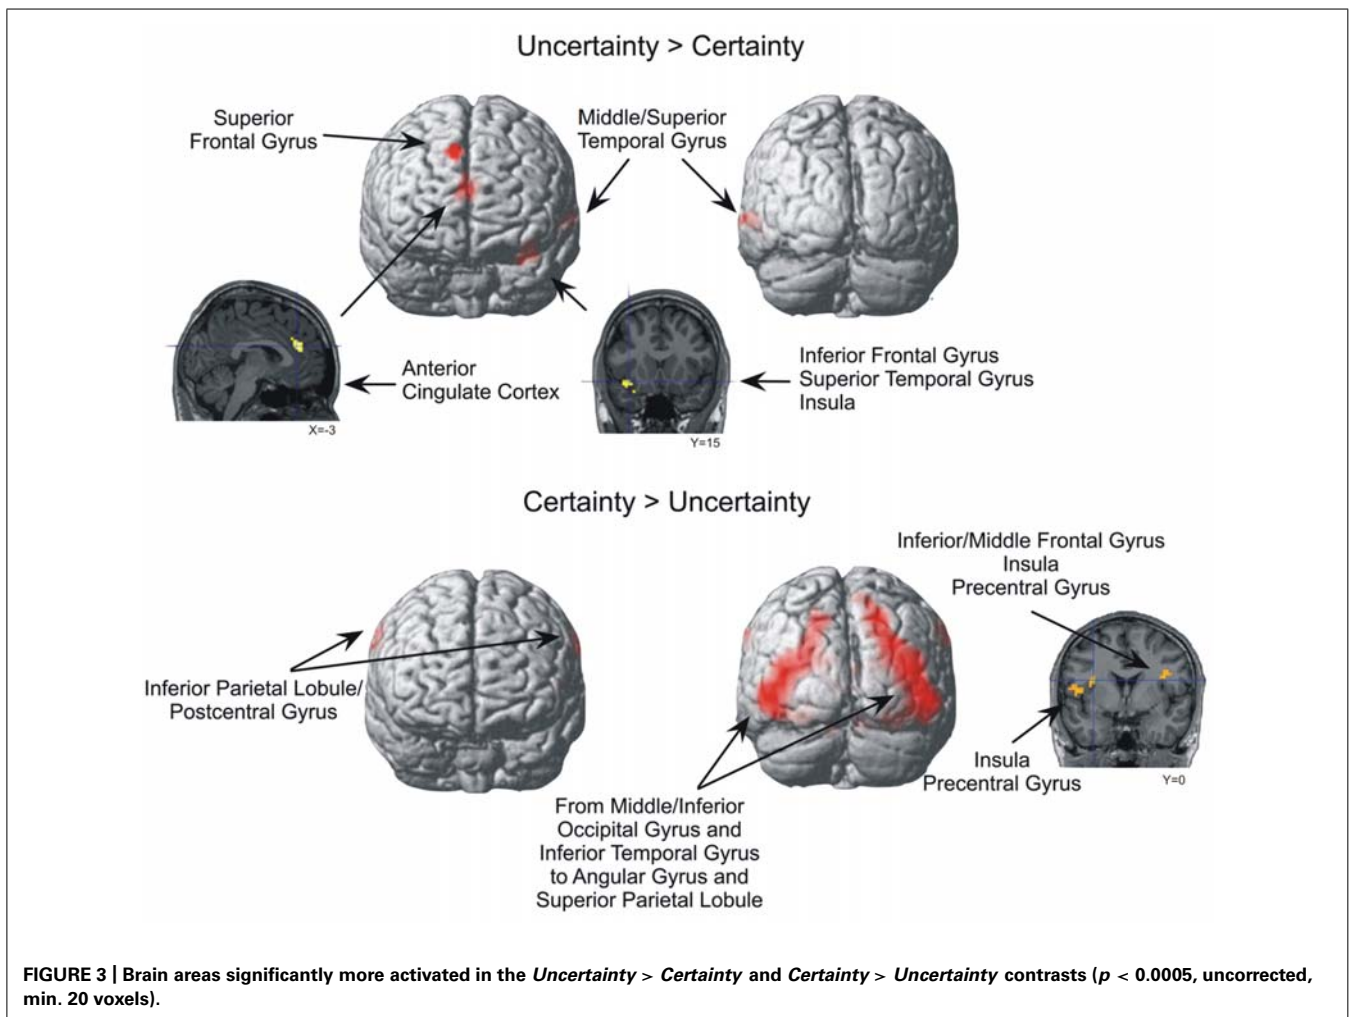 Uncertainty > Certainty
Superior
Frontal Gyrus
Middle/Superior
Temporal Gyrus
Anterior
Cingulate Cortex
X=-3
Inferior Frontal Gyrus
Superior Temporal Gyrus
Insula
Y=15
Certainty > Uncertainty
Inferior/Middle Frontal Gyrus
Insula
Precentral Gyrus
Inferior Parietal Lobule/
Postcentral Gyrus
Insula
Precentral Gyrus
Y=0
From Middle/Inferior
Occipital Gyrus and
Inferior Temporal Gyrus
to Angular Gyrus and
Superior Parietal Lobule
FIGURE 3 | Brain areas significantly more activated in the Uncertainty > Certainty and Certainty > Uncertainty contrasts (p < 0.0005, uncorrected,
min. 20 voxels).